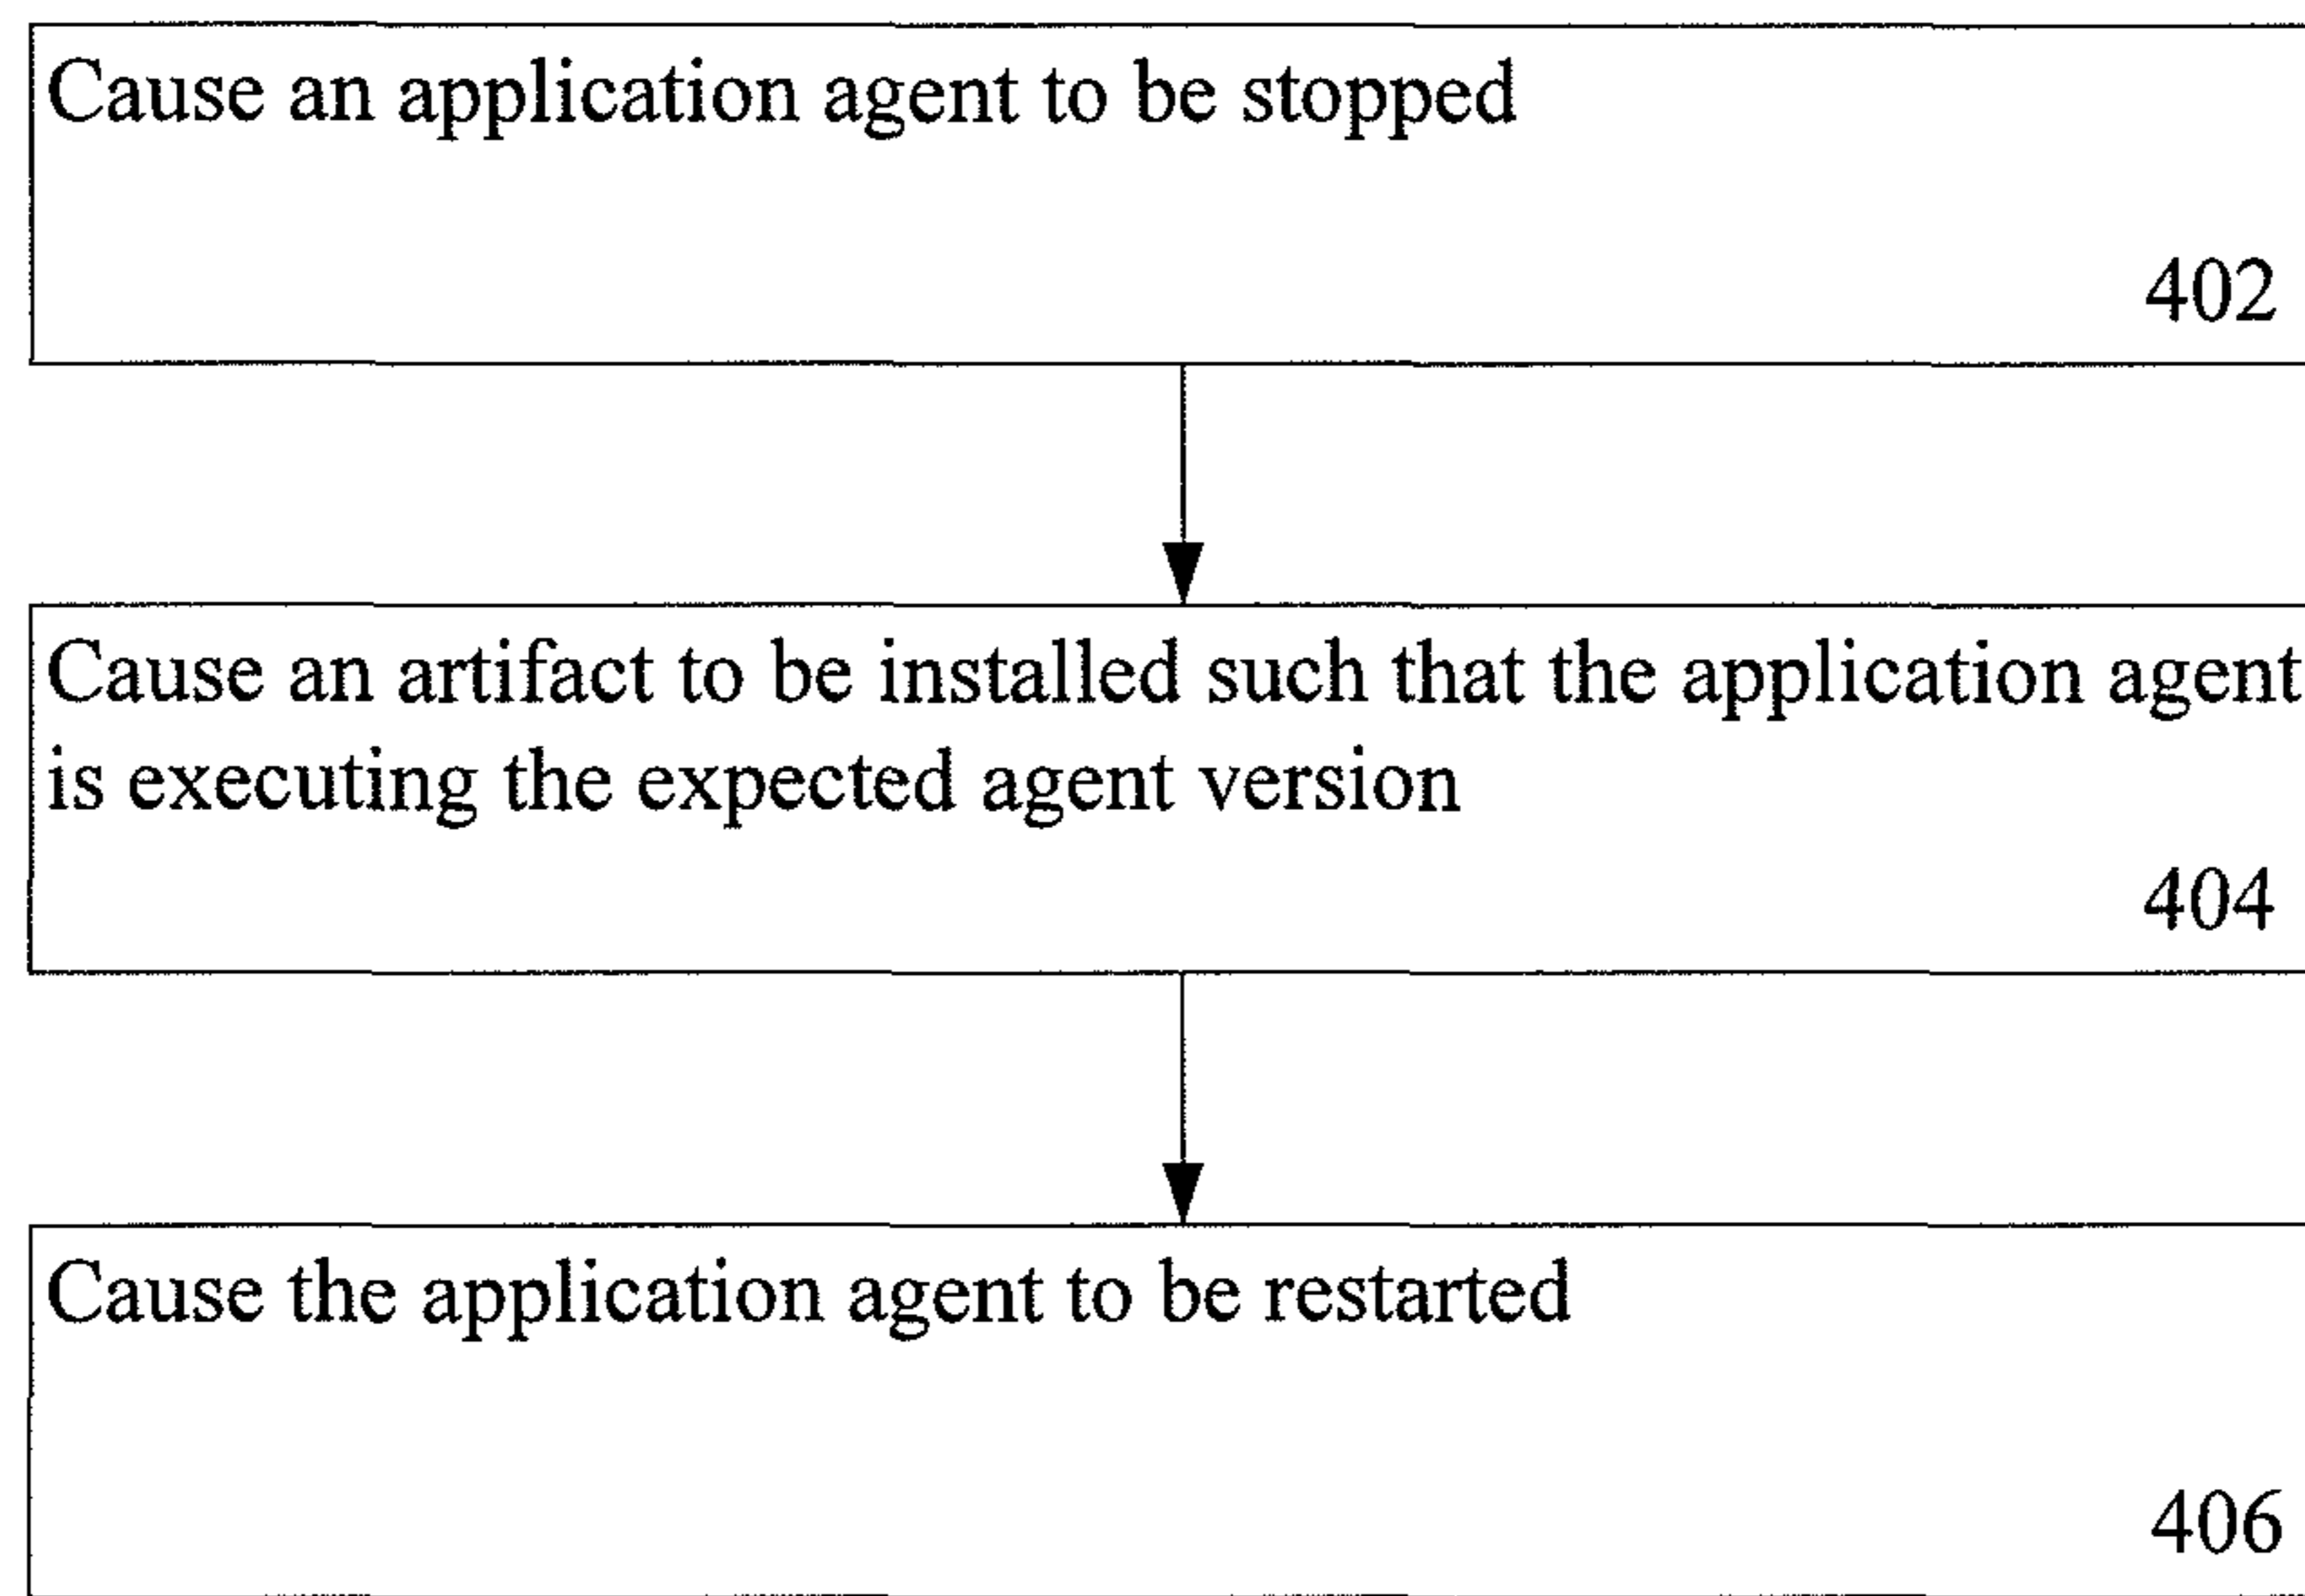 Cause an application agent to be stopped
402
Cause an artifact to be installed such that the application agent
is executing the expected agent version
404
Cause the application agent to be restarted
406